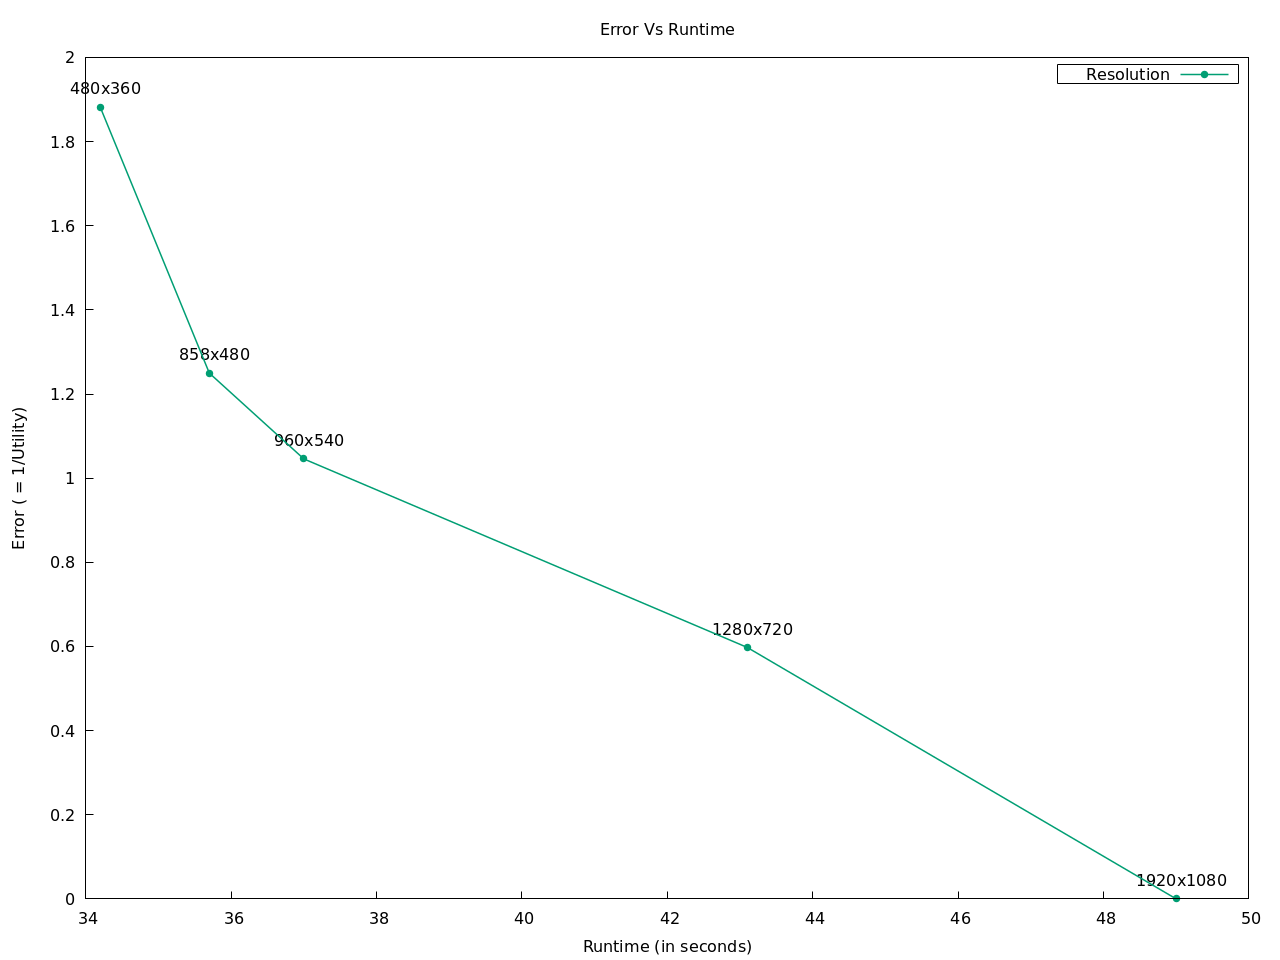 Error Vs Runtime
Resolution
2
1.8
1.6
1.4
1.2
1
0.8
0.6
0.4
0.2
0
Error ( = 1/Utility)
480x360
858x480
960x540
1280x720
1920x1080
34 36 38 40 42 44 46 48 50
Runtime (in seconds)